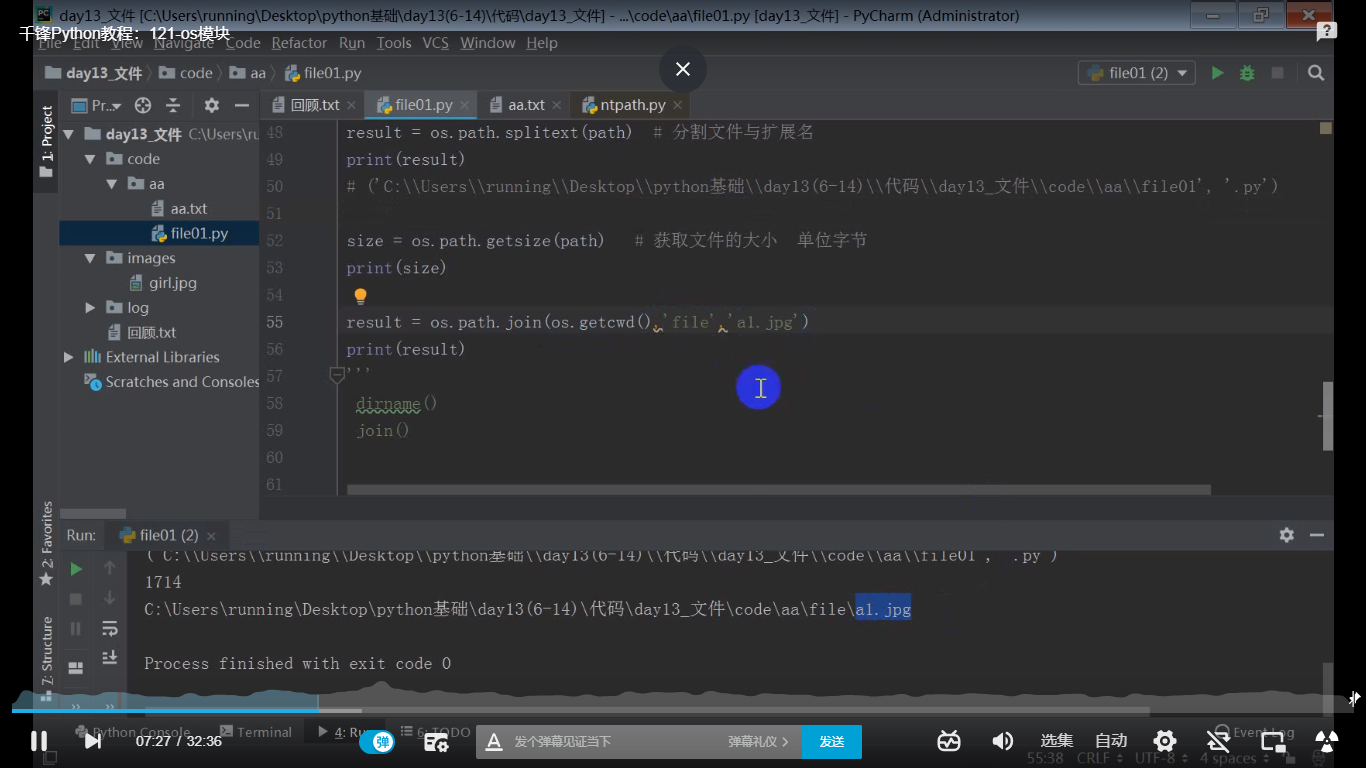 day13_文件 [C:\Users\running\Desktop\python基础\day13(6-14)\代码\day13_文件] - ...\code\aa\file01.py [day13_文件] - PyCharm (Administrator)
千锋Python教程：121-os模块
File Edit View Navigate Code Refactor Run Tools VCS Window Help
day13_文件 code aa file01.py
file01 (2)
1: Project
Pr...
回顾.txt
file01.py
aa.txt
ntpath.py
day13_文件 C:\Users\ru
code
aa
aa.txt
file01.py
images
girl.jpg
log
回顾.txt
External Libraries
Scratches and Consoles
48 result = os.path.splitext(path) # 分割文件与扩展名
49 print(result)
50 # ('C:\\Users\\running\\Desktop\\python基础\\day13(6-14)\\代码\\day13_文件\\code\\aa\\file01', '.py')
51
52 size = os.path.getsize(path) # 获取文件的大小 单位字节
53 print(size)
54
55 result = os.path.join(os.getcwd(),'file','a1.jpg')
56 print(result)
57 '''
58 dirname()
59 join()
60
61
2: Favorites
7: Structure
Run: file01 (2)
('C:\\Users\\running\\Desktop\\python基础\\day13(6-14)\\代码\\day13_文件\\code\\aa\\file01', '.py')
1714
C:\Users\running\Desktop\python基础\day13(6-14)\代码\day13_文件\code\aa\file\a1.jpg
Process finished with exit code 0
Python Console Terminal 4: Ru 6: TODO Event Log
07:27 / 32:36
弹
发个弹幕见证当下
弹幕礼仪 >
发送
选集
自动
55:38 CRLF UTF-8 4 spaces